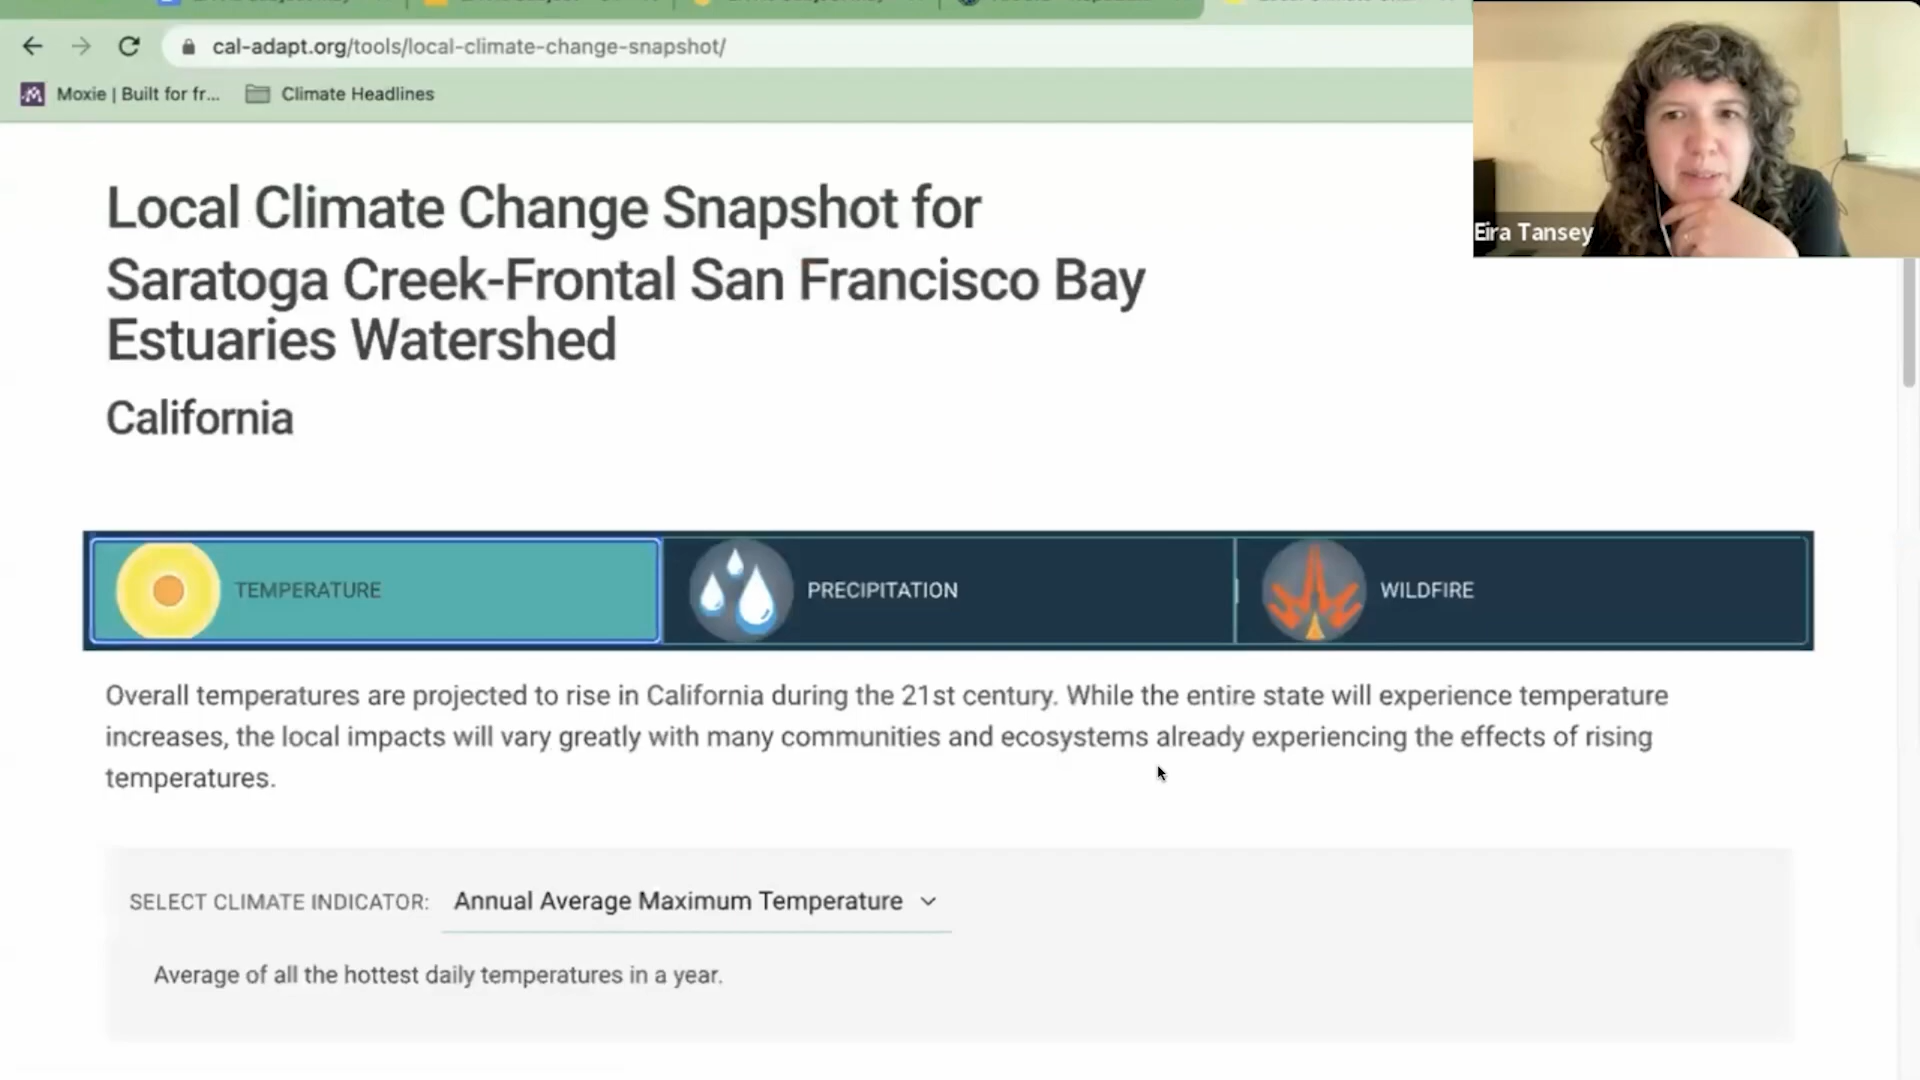 cal-adapt.org/tools/local-climate-change-snapshot/
Moxie | Built for fr... Climate Headlines
Eira Tansey
Local Climate Change Snapshot for
Saratoga Creek-Frontal San Francisco Bay
Estuaries Watershed
California
TEMPERATURE PRECIPITATION WILDFIRE
Overall temperatures are projected to rise in California during the 21st century. While the entire state will experience temperature
increases, the local impacts will vary greatly with many communities and ecosystems already experiencing the effects of rising
temperatures.
SELECT CLIMATE INDICATOR: Annual Average Maximum Temperature
Average of all the hottest daily temperatures in a year.